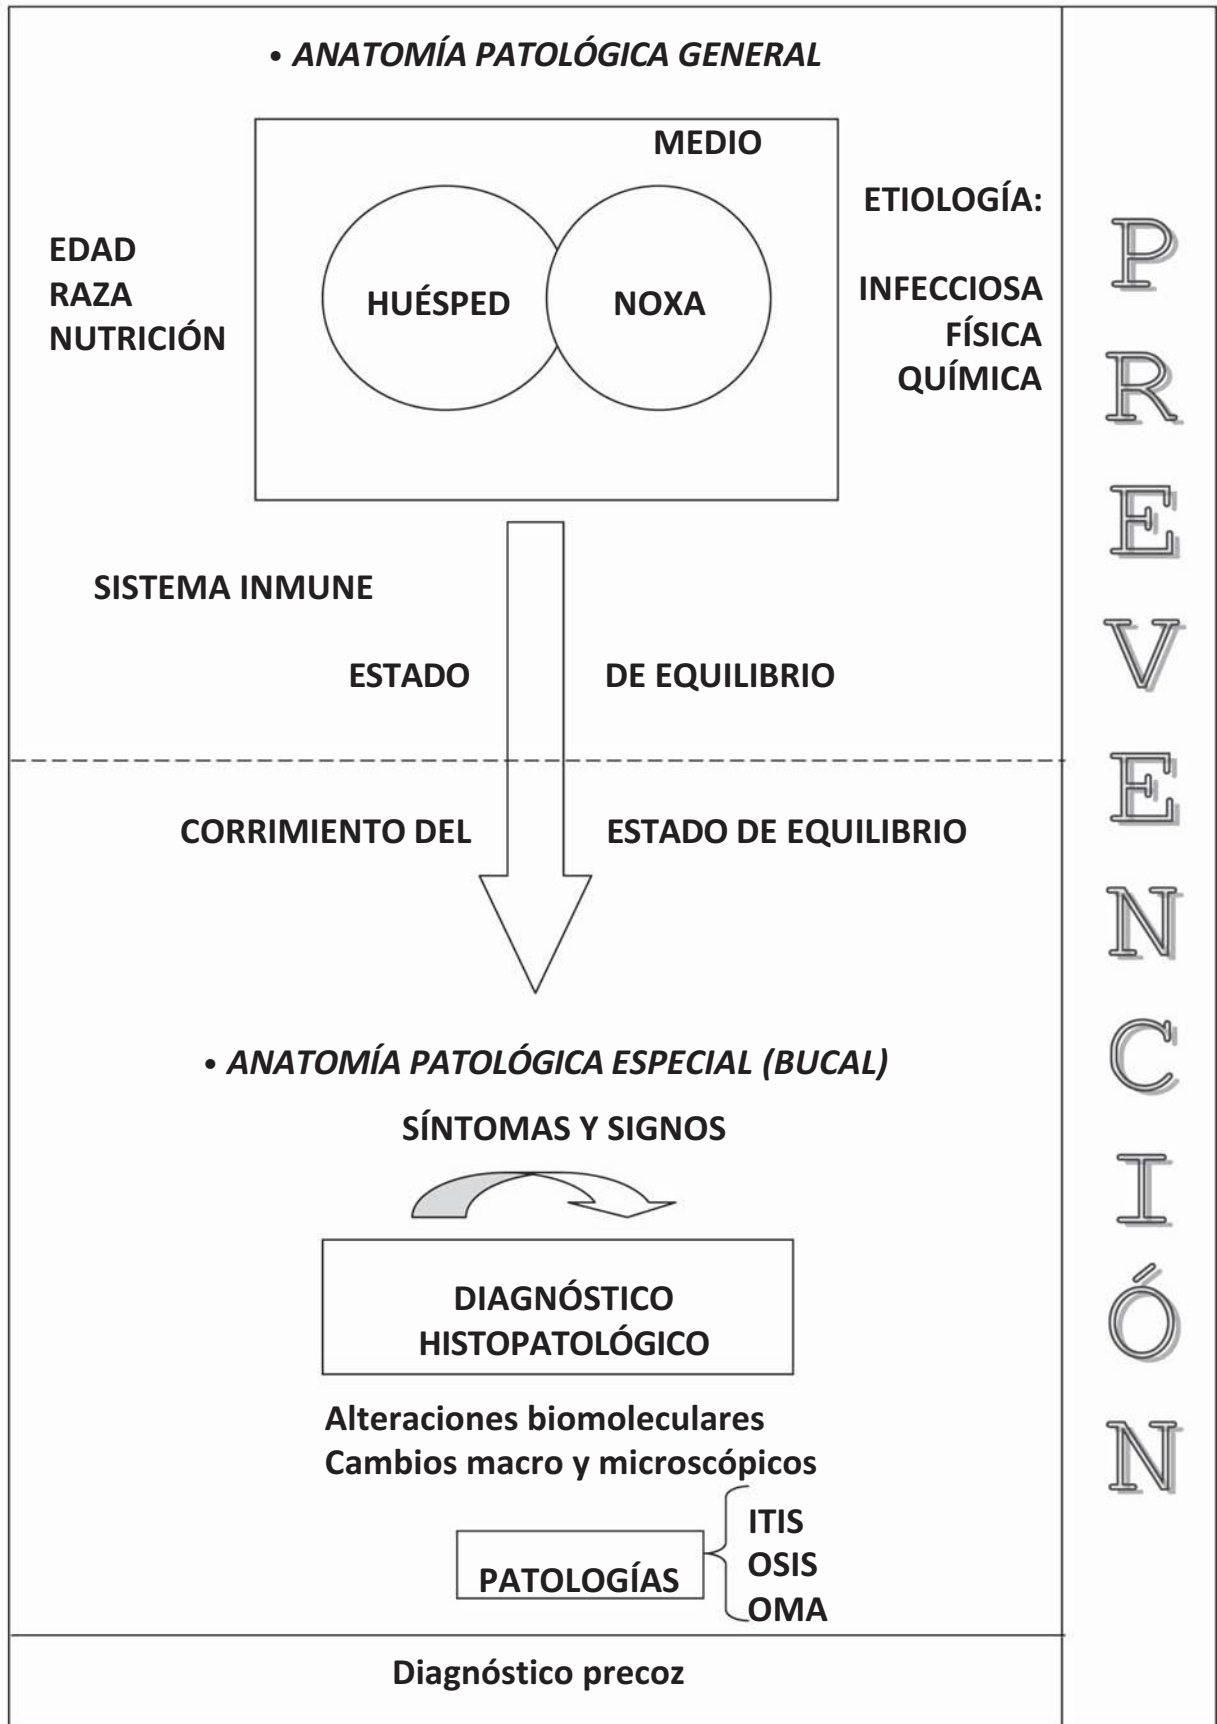 • ANATOMÍA PATOLÓGICA GENERAL
MEDIO
EDAD
RAZA
NUTRICIÓN
HUÉSPED
NOXA
ETIOLOGÍA:
INFECCIOSA
FÍSICA
QUÍMICA
SISTEMA INMUNE
ESTADO DE EQUILIBRIO
CORRIMIENTO DEL ESTADO DE EQUILIBRIO
• ANATOMÍA PATOLÓGICA ESPECIAL (BUCAL)
SÍNTOMAS Y SIGNOS
DIAGNÓSTICO
HISTOPATOLÓGICO
Alteraciones biomoleculares
Cambios macro y microscópicos
PATOLOGÍAS
ITIS
OSIS
OMA
Diagnóstico precoz
PREVENCIÓN